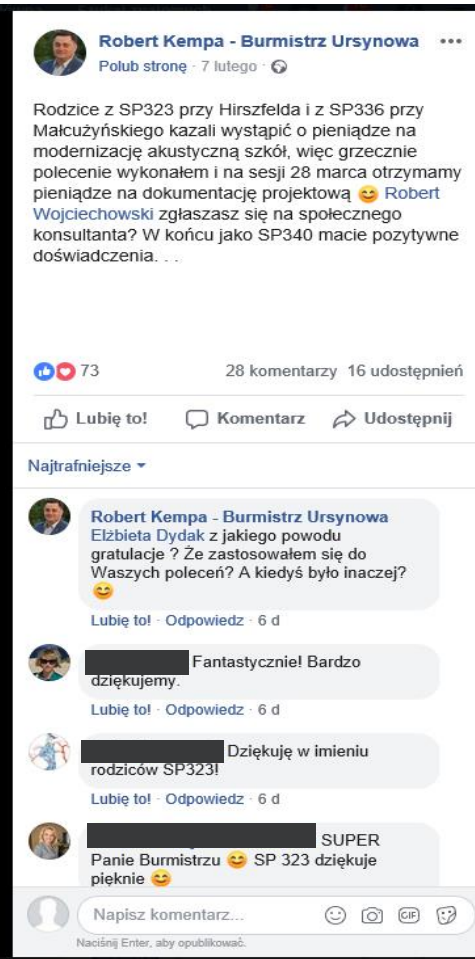 Robert Kempa - Burmistrz Ursynowa
Polub stronę · 7 lutego ·
Rodzice z SP323 przy Hirszfelda i z SP336 przy
Małcużyńskiego kazali wystąpić o pieniądze na
modernizację akustyczną szkół, więc grzecznie
polecenie wykonałem i na sesji 28 marca otrzymamy
pieniądze na dokumentację projektową 😊 Robert
Wojciechowski zgłaszasz się na społecznego
konsultanta? W końcu jako SP340 macie pozytywne
doświadczenia. . .
73 28 komentarzy 16 udostępnień
Lubię to! Komentarz Udostępnij
Najtrafniejsze
Robert Kempa - Burmistrz Ursynowa
Elżbieta Dydak z jakiego powodu
gratulacje ? Że zastosowałem się do
Waszych poleceń? A kiedyś było inaczej?
😊
Lubię to! · Odpowiedz · 6 d
Fantastycznie! Bardzo
dziękujemy.
Lubię to! · Odpowiedz · 6 d
Dziękuję w imieniu
rodziców SP323!
Lubię to! · Odpowiedz · 6 d
SUPER
Panie Burmistrzu 😊 SP 323 dziękuje
pięknie 😊
Napisz komentarz...
GIF
Naciśnij Enter, aby opublikować.